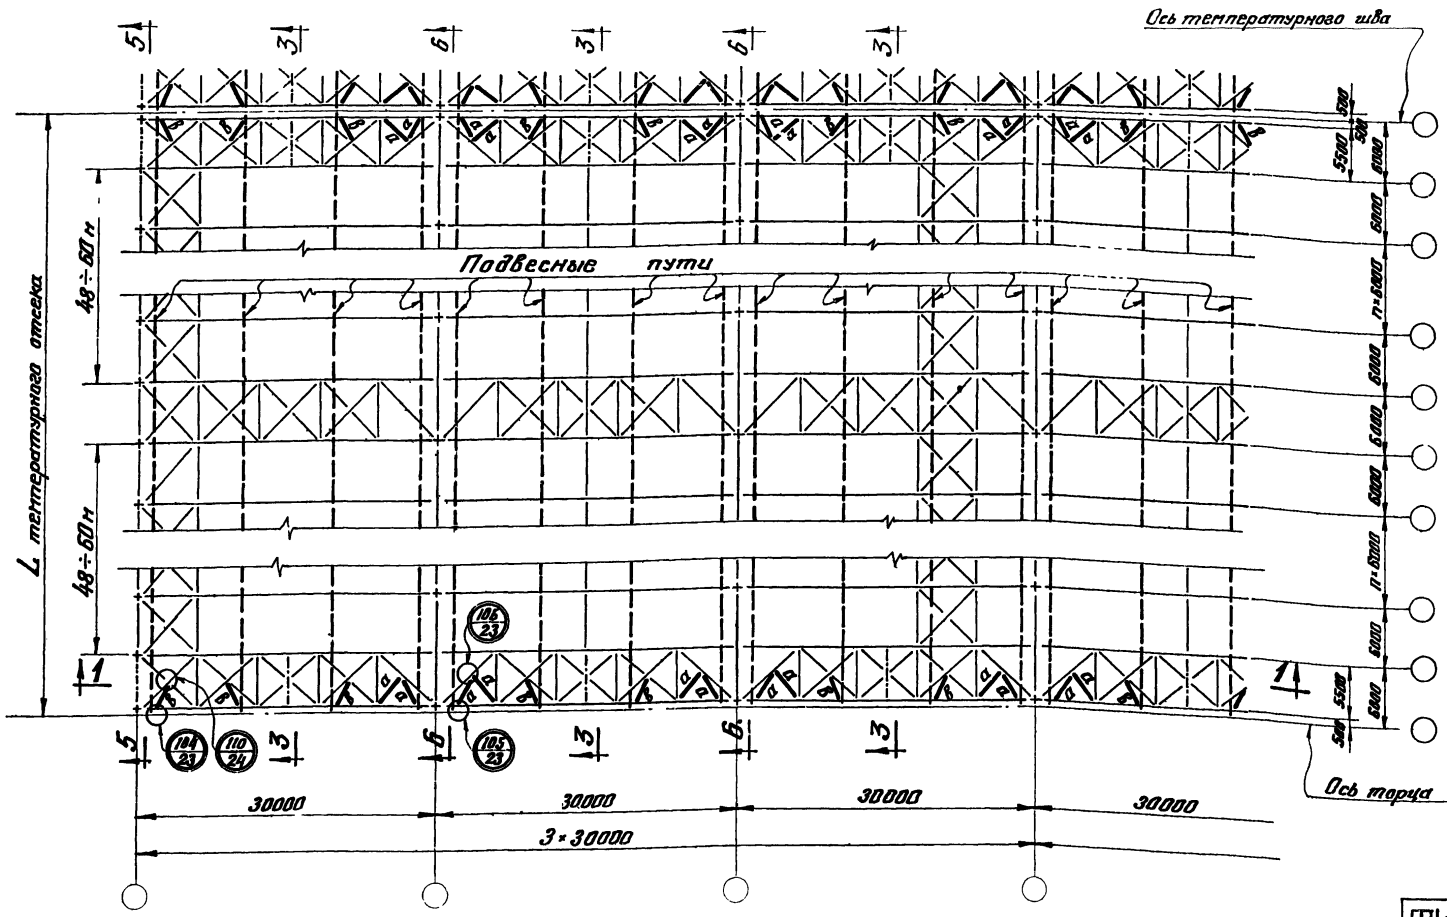 Ось температурного шва
5 3 6 3 6 3
в в в а а а а в в а а а а в в а а а а в в
500
500
5500 6000
6000
Подвесные пути
n×6000
48÷60 м
6000
6000
L температурного отсека
6000
48÷60 м
n×6000
106
23
6000
1 1
в в в а а а а в а а а а в в а а а а в
5500 6000
500
5 3 6 3 6 3
104
23
110
24
105
23
Ось торца
30000 30000 30000 30000
3×30000